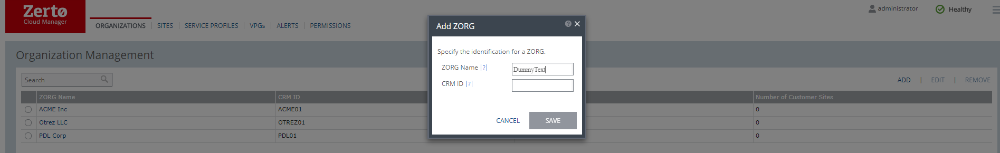 Zerto
Cloud Manager
ORGANIZATIONS | SITES | SERVICE PROFILES | VPGs | ALERTS | PERMISSIONS
administrator
Healthy
Organization Management
Search
ADD | EDIT | REMOVE
ZORG Name CRM ID Number of Customer Sites
ACME Inc ACME01 0
Otrez LLC OTREZ01 0
PDL Corp PDL01 0
Add ZORG
?
Specify the identification for a ZORG.
ZORG Name |?| DummyText
CRM ID |?|
CANCEL SAVE